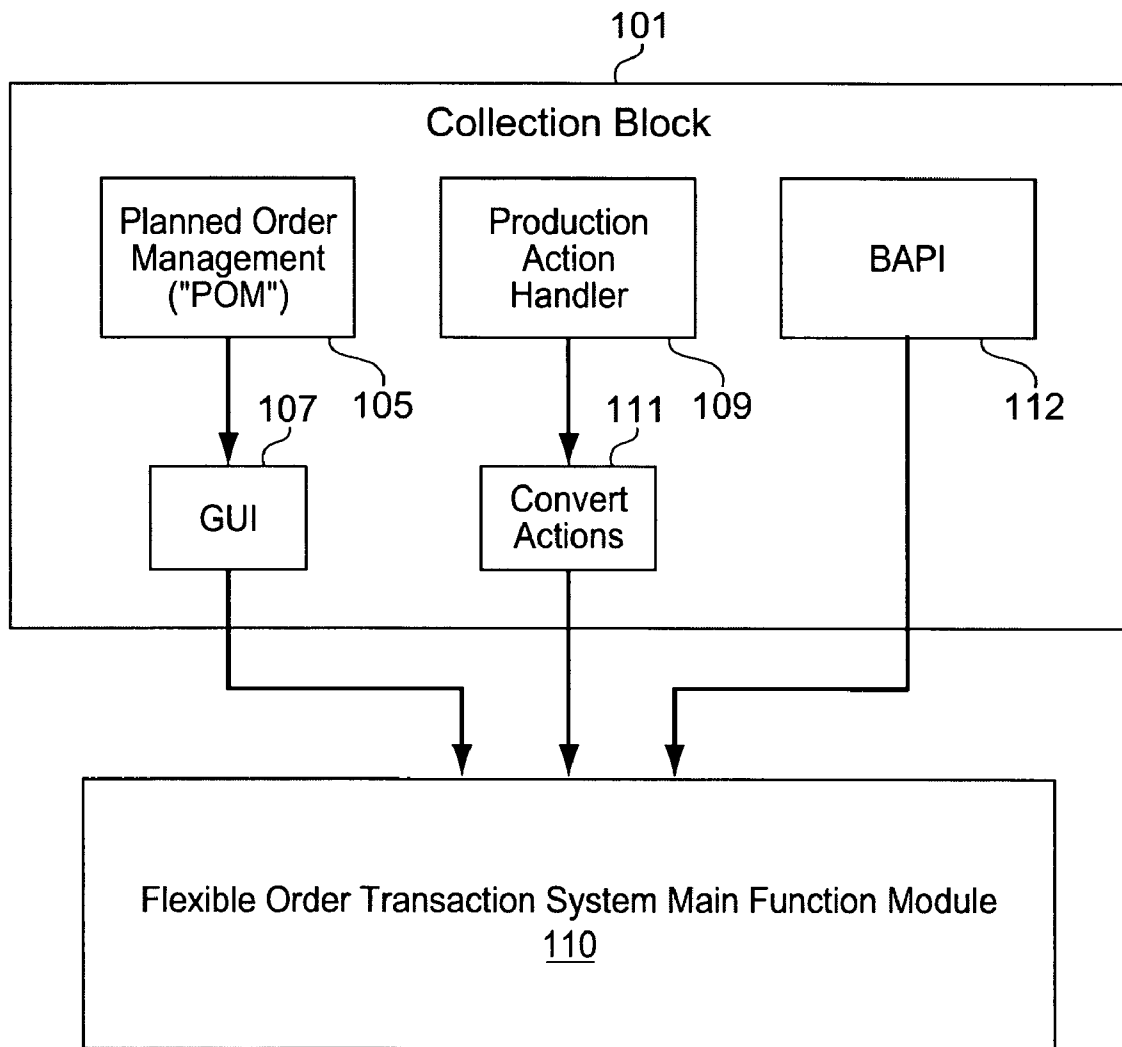 101
Collection Block
Planned Order
Management
("POM")
Production
Action
Handler
BAPI
105
109
112
107
111
GUI
Convert
Actions
Flexible Order Transaction System Main Function Module
110